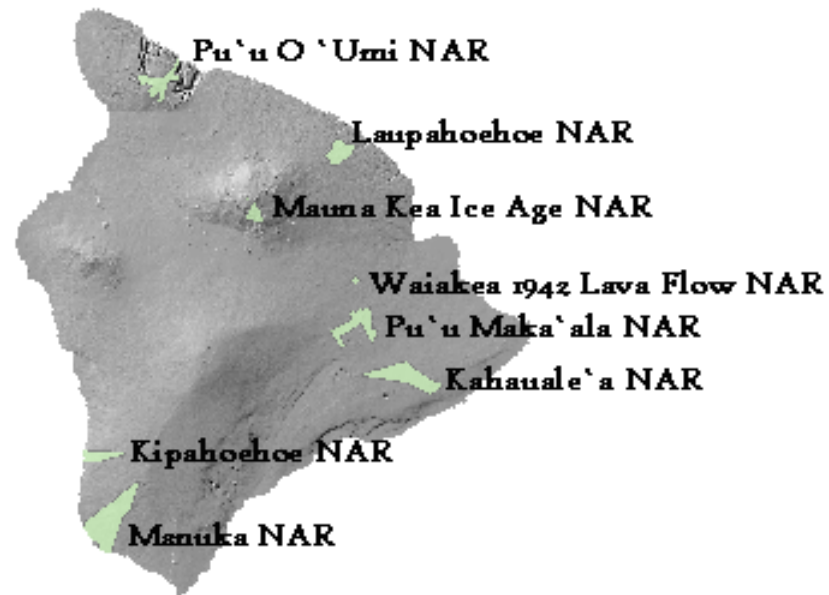 Pu`u O `Umi NAR
Laupahoehoe NAR
Mauna Kea Ice Age NAR
Waiakea 1942 Lava Flow NAR
Pu`u Maka`ala NAR
Kahauale`a NAR
Kipahoehoe NAR
Manuka NAR